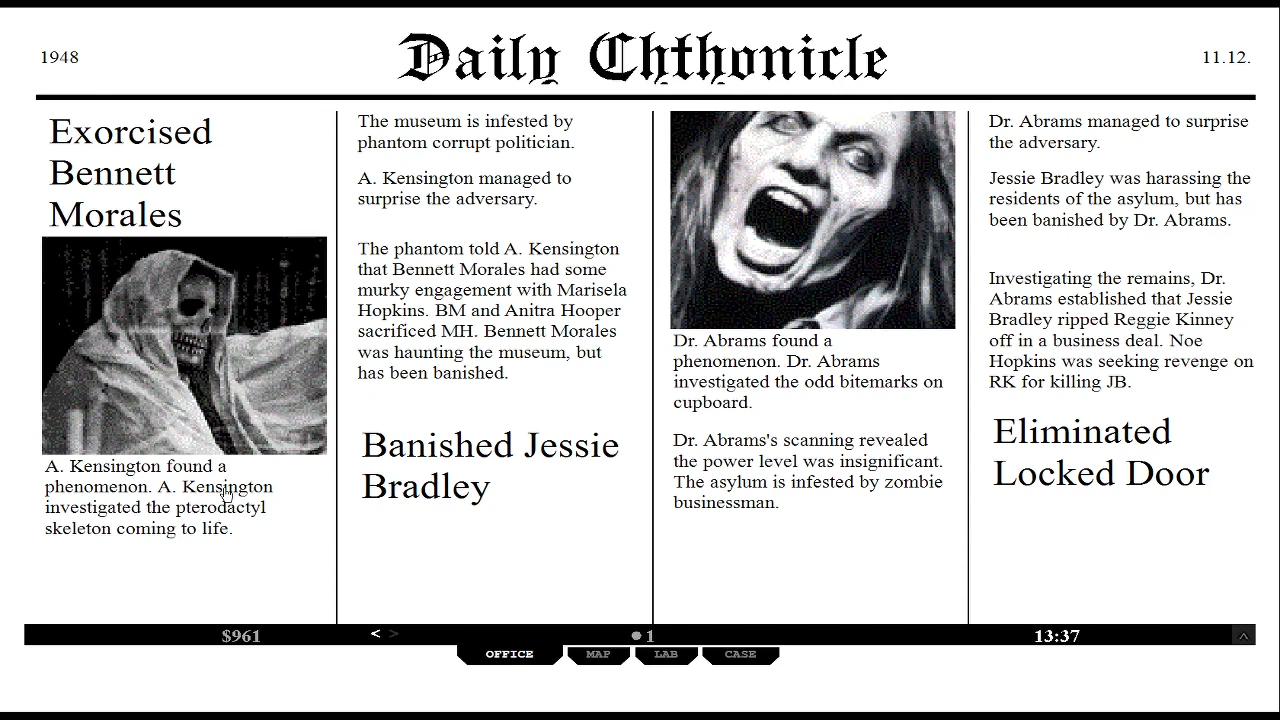 1948
Daily Chthonicle
11.12.
Exorcised
Bennett
Morales
A. Kensington found a
phenomenon. A. Kensington
investigated the pterodactyl
skeleton coming to life.
The museum is infested by
phantom corrupt politician.
A. Kensington managed to
surprise the adversary.
The phantom told A. Kensington
that Bennett Morales had some
murky engagement with Marisela
Hopkins. BM and Anitra Hooper
sacrificed MH. Bennett Morales
was haunting the museum, but
has been banished.
Banished Jessie
Bradley
Dr. Abrams found a
phenomenon. Dr. Abrams
investigated the odd bitemarks on
cupboard.
Dr. Abrams's scanning revealed
the power level was insignificant.
The asylum is infested by zombie
businessman.
Dr. Abrams managed to surprise
the adversary.
Jessie Bradley was harassing the
residents of the asylum, but has
been banished by Dr. Abrams.
Investigating the remains, Dr.
Abrams established that Jessie
Bradley ripped Reggie Kinney
off in a business deal. Noe
Hopkins was seeking revenge on
RK for killing JB.
Eliminated
Locked Door
$961 < > 1 13:37
OFFICE MAP LAB CASE